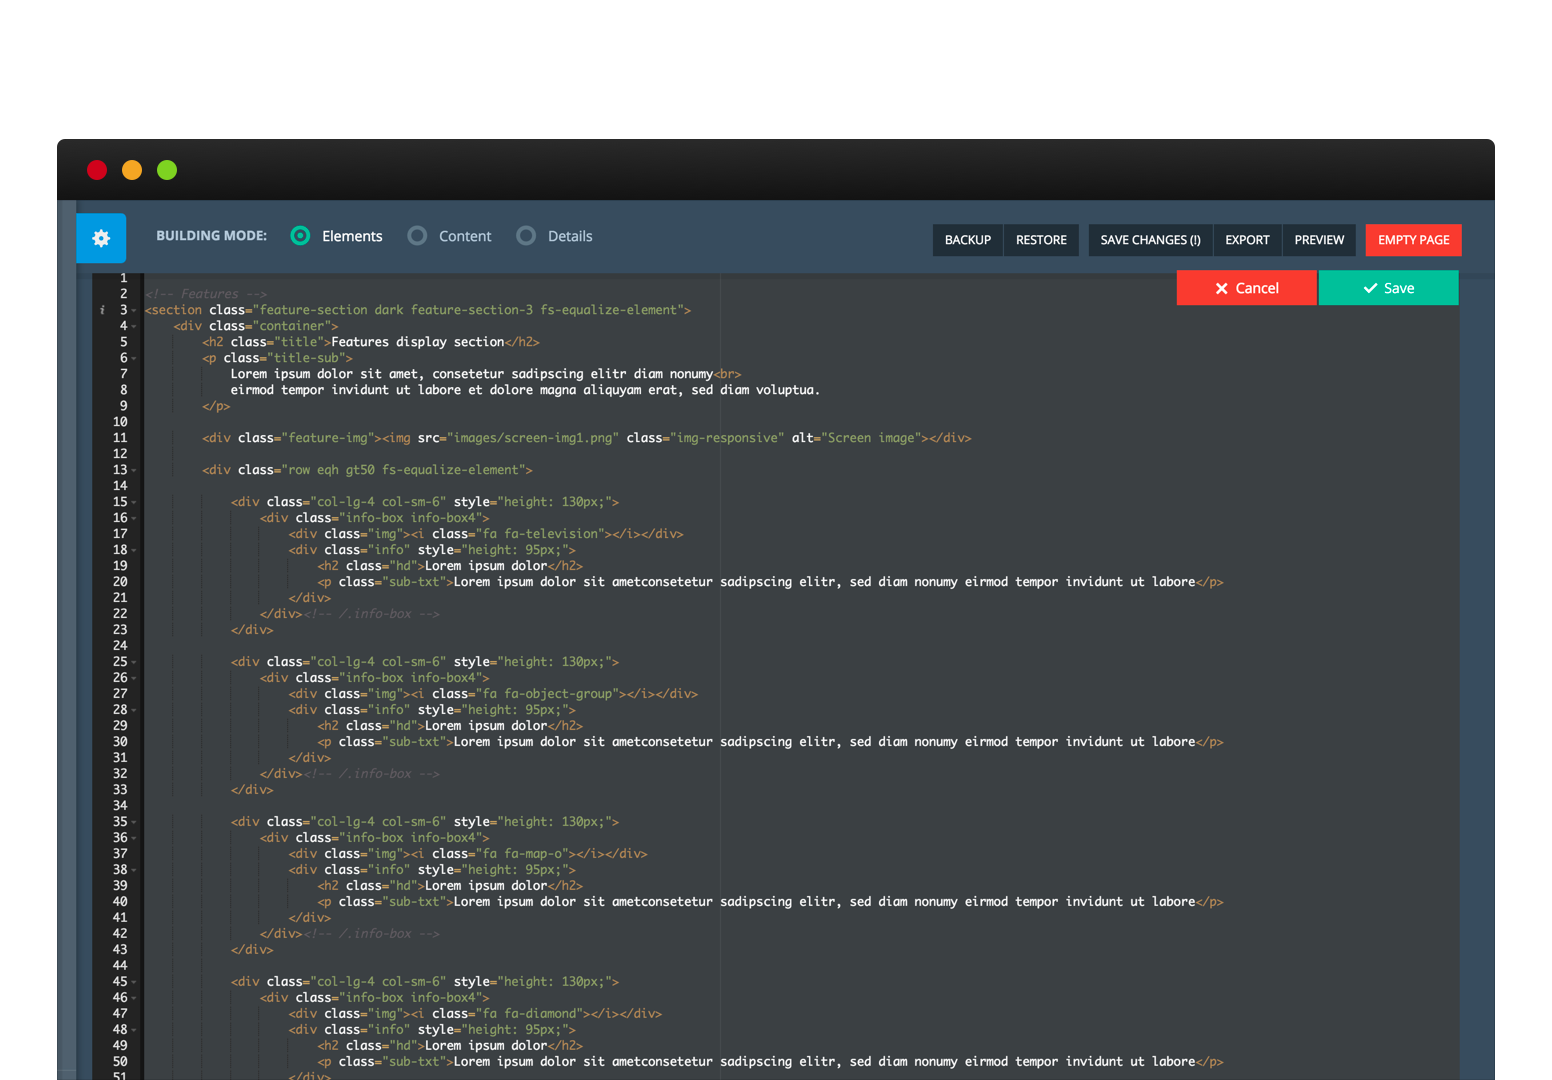 BUILDING MODE: Elements Content Details BACKUP RESTORE SAVE CHANGES (!) EXPORT PREVIEW EMPTY PAGE
Cancel Save
1
2 <!-- Features -->
i 3 <section class="feature-section dark feature-section-3 fs-equalize-element">
4 <div class="container">
5 <h2 class="title">Features display section</h2>
6 <p class="title-sub">
7 Lorem ipsum dolor sit amet, consetetur sadipscing elitr diam nonumy<br>
8 eirmod tempor invidunt ut labore et dolore magna aliquyam erat, sed diam voluptua.
9 </p>
10
11 <div class="feature-img"><img src="images/screen-img1.png" class="img-responsive" alt="Screen image"></div>
12
13 <div class="row eqh gt50 fs-equalize-element">
14
15 <div class="col-lg-4 col-sm-6" style="height: 130px;">
16 <div class="info-box info-box4">
17 <div class="img"><i class="fa fa-television"></i></div>
18 <div class="info" style="height: 95px;">
19 <h2 class="hd">Lorem ipsum dolor</h2>
20 <p class="sub-txt">Lorem ipsum dolor sit ametconsetetur sadipscing elitr, sed diam nonumy eirmod tempor invidunt ut labore</p>
21 </div>
22 </div><!-- /.info-box -->
23 </div>
24
25 <div class="col-lg-4 col-sm-6" style="height: 130px;">
26 <div class="info-box info-box4">
27 <div class="img"><i class="fa fa-object-group"></i></div>
28 <div class="info" style="height: 95px;">
29 <h2 class="hd">Lorem ipsum dolor</h2>
30 <p class="sub-txt">Lorem ipsum dolor sit ametconsetetur sadipscing elitr, sed diam nonumy eirmod tempor invidunt ut labore</p>
31 </div>
32 </div><!-- /.info-box -->
33 </div>
34
35 <div class="col-lg-4 col-sm-6" style="height: 130px;">
36 <div class="info-box info-box4">
37 <div class="img"><i class="fa fa-map-o"></i></div>
38 <div class="info" style="height: 95px;">
39 <h2 class="hd">Lorem ipsum dolor</h2>
40 <p class="sub-txt">Lorem ipsum dolor sit ametconsetetur sadipscing elitr, sed diam nonumy eirmod tempor invidunt ut labore</p>
41 </div>
42 </div><!-- /.info-box -->
43 </div>
44
45 <div class="col-lg-4 col-sm-6" style="height: 130px;">
46 <div class="info-box info-box4">
47 <div class="img"><i class="fa fa-diamond"></i></div>
48 <div class="info" style="height: 95px;">
49 <h2 class="hd">Lorem ipsum dolor</h2>
50 <p class="sub-txt">Lorem ipsum dolor sit ametconsetetur sadipscing elitr, sed diam nonumy eirmod tempor invidunt ut labore</p>
51 </div>